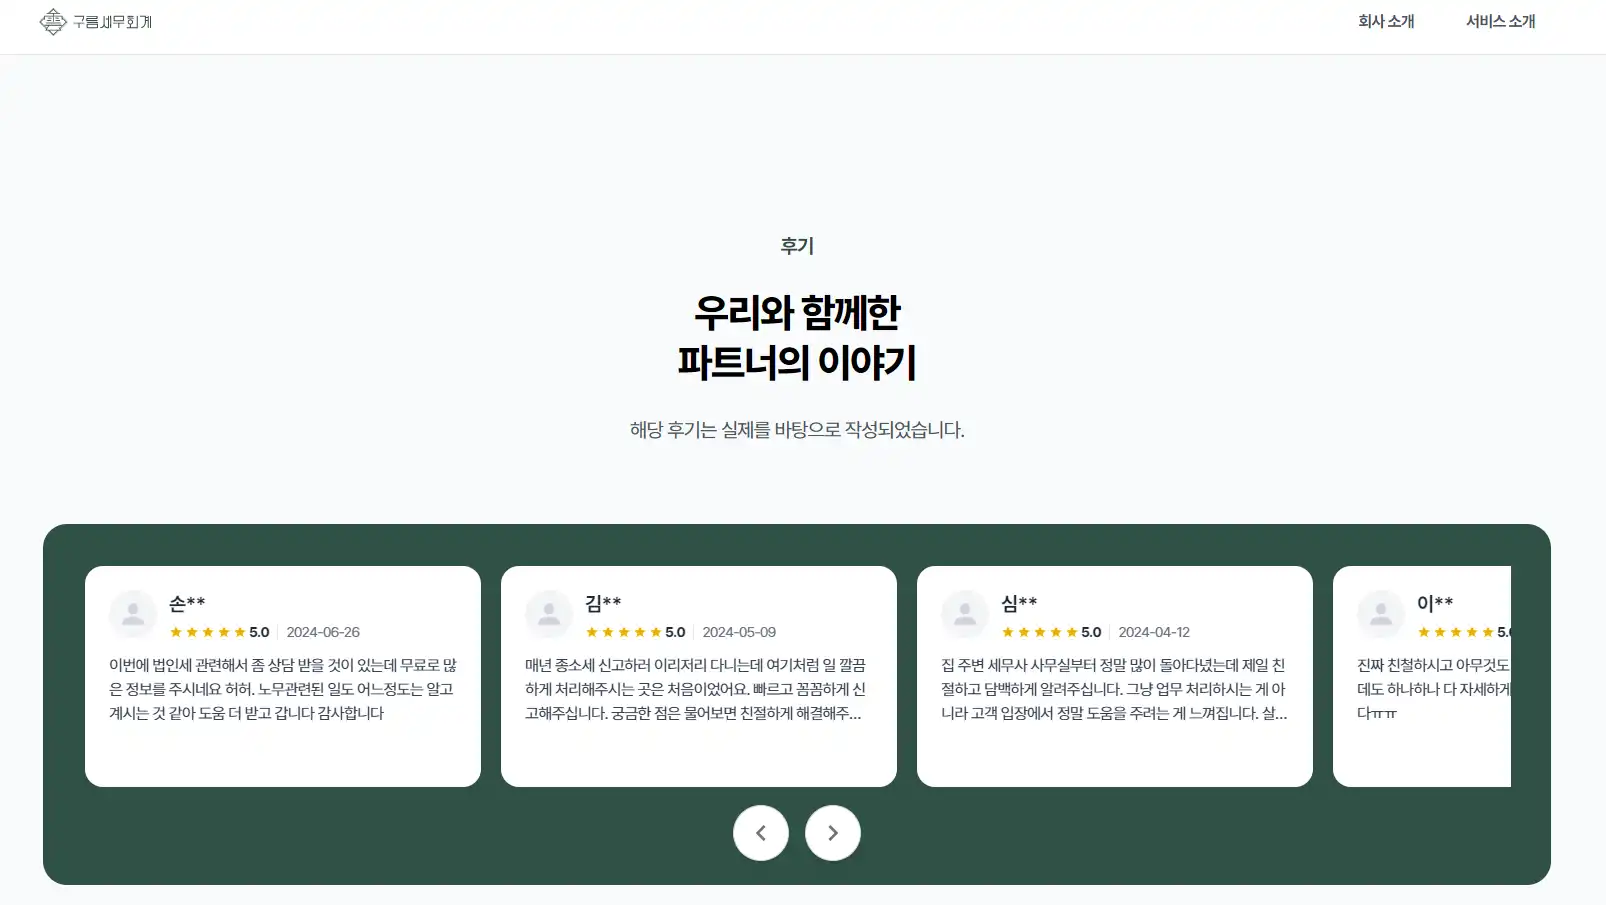 구름세무회계
회사 소개
서비스 소개
후기
우리와 함께한
파트너의 이야기
해당 후기는 실제를 바탕으로 작성되었습니다.
손**
5.0 2024-06-26
이번에 법인세 관련해서 좀 상담 받을 것이 있는데 무료로 많
은 정보를 주시네요 허허. 노무관련된 일도 어느정도는 알고
계시는 것 같아 도움 더 받고 갑니다 감사합니다
김**
5.0 2024-05-09
매년 종소세 신고하러 이리저리 다니는데 여기처럼 일 깔끔
하게 처리해주시는 곳은 처음이었어요. 빠르고 꼼꼼하게 신
고해주십니다. 궁금한 점은 물어보면 친절하게 해결해주...
심**
5.0 2024-04-12
집 주변 세무사 사무실부터 정말 많이 돌아다녔는데 제일 친
절하고 담백하게 알려주십니다. 그냥 업무 처리하시는 게 아
니라 고객 입장에서 정말 도움을 주려는 게 느껴집니다. 살...
이**
진짜 친철하시고 아무것도
데도 하나하나 다 자세하게
다ㅠㅠ